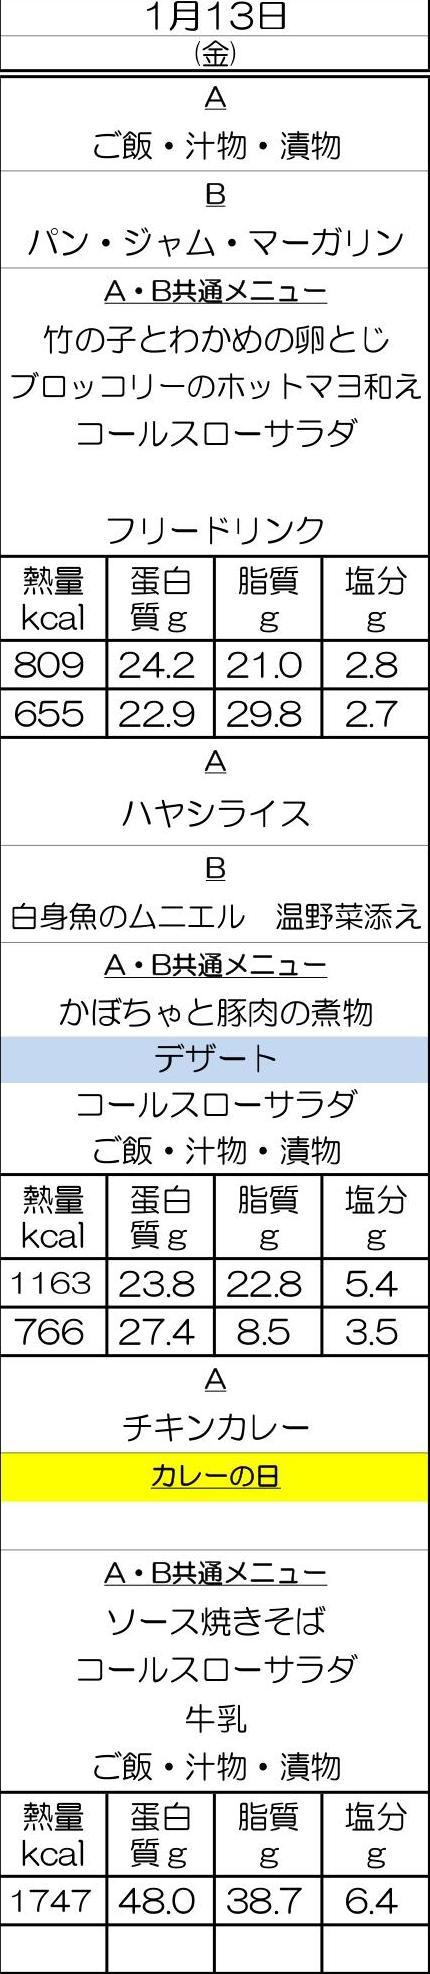 1月13日
(金)
A
ご飯・汁物・漬物
B
パン・ジャム・マーガリン
A・B共通メニュー
竹の子とわかめの卵とじ
ブロッコリーのホットマヨ和え
コールスローサラダ
フリードリンク
熱量 蛋白 脂質 塩分
kcal 質g g g
809 24.2 21.0 2.8
655 22.9 29.8 2.7
A
ハヤシライス
B
白身魚のムニエル　温野菜添え
A・B共通メニュー
かぼちゃと豚肉の煮物
デザート
コールスローサラダ
ご飯・汁物・漬物
熱量 蛋白 脂質 塩分
kcal 質g g g
1163 23.8 22.8 5.4
766 27.4 8.5 3.5
A
チキンカレー
カレーの日
A・B共通メニュー
ソース焼きそば
コールスローサラダ
牛乳
ご飯・汁物・漬物
熱量 蛋白 脂質 塩分
kcal 質g g g
1747 48.0 38.7 6.4